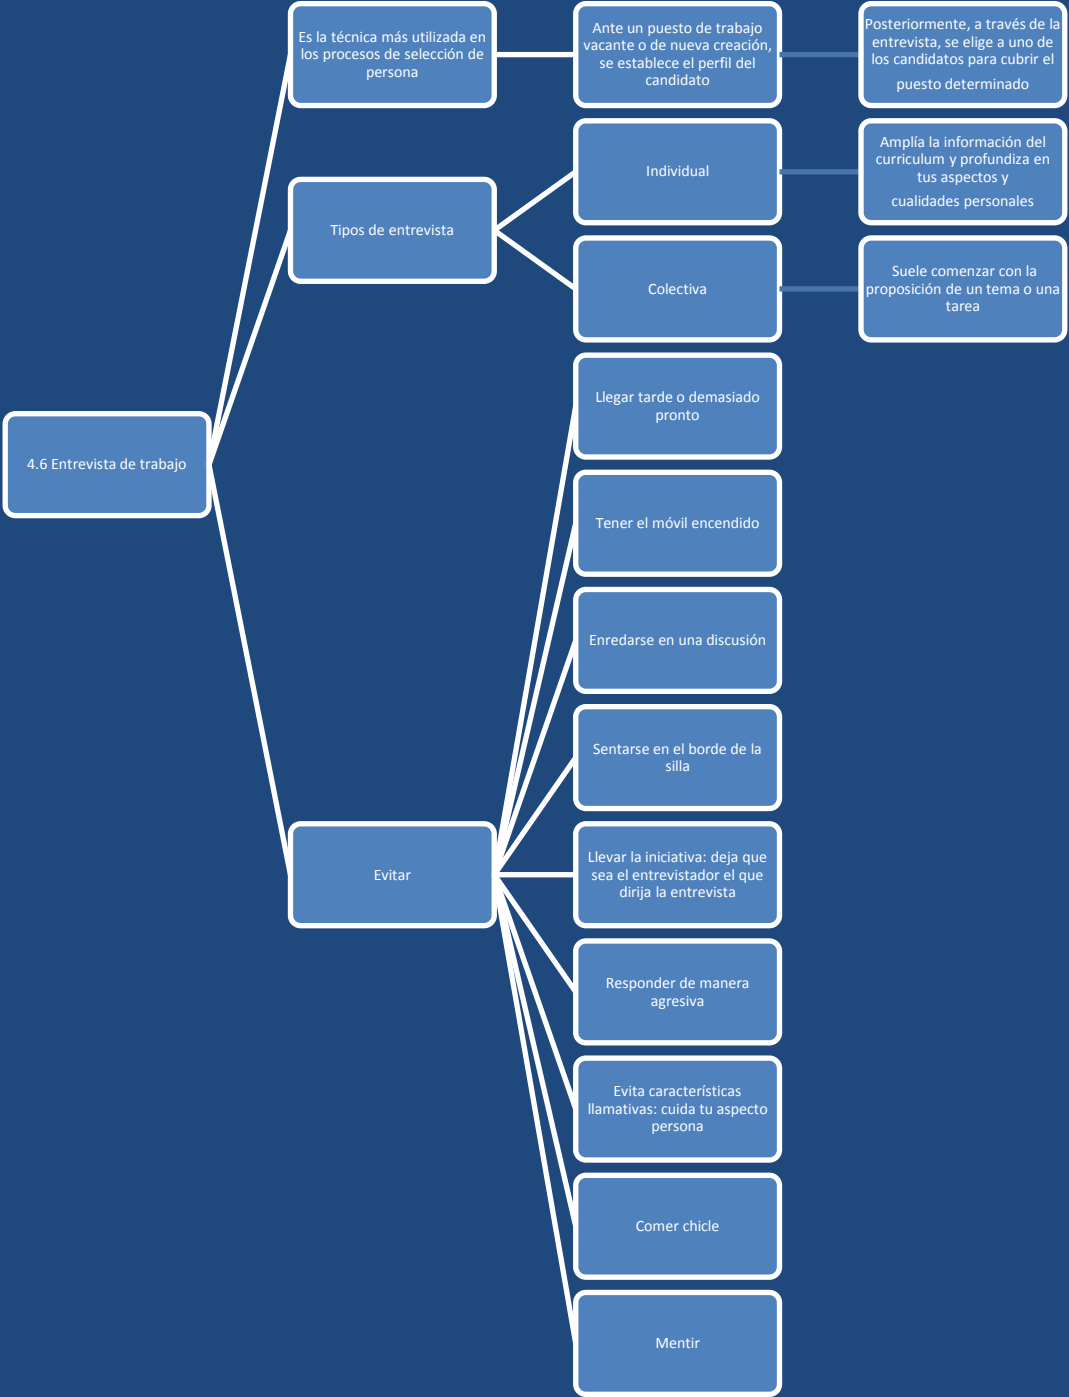 4.6 Entrevista de trabajo
Es la técnica más utilizada en
los procesos de selección de
persona
Ante un puesto de trabajo
vacante o de nueva creación,
se establece el perfil del
candidato
Posteriormente, a través de la
entrevista, se elige a uno de
los candidatos para cubrir el
puesto determinado
Tipos de entrevista
Individual
Amplía la información del
curriculum y profundiza en
tus aspectos y
cualidades personales
Colectiva
Suele comenzar con la
proposición de un tema o una
tarea
Evitar
Llegar tarde o demasiado
pronto
Tener el móvil encendido
Enredarse en una discusión
Sentarse en el borde de la
silla
Llevar la iniciativa: deja que
sea el entrevistador el que
dirija la entrevista
Responder de manera
agresiva
Evita características
llamativas: cuida tu aspecto
persona
Comer chicle
Mentir